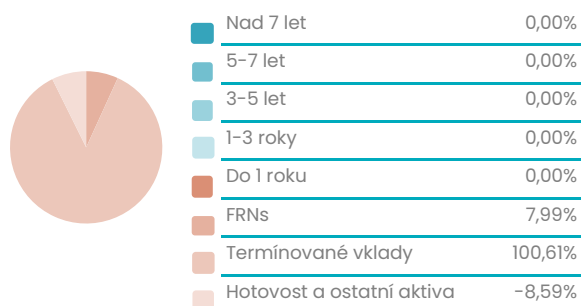 Nad 7 let 0,00%
5-7 let 0,00%
3-5 let 0,00%
1-3 roky 0,00%
Do 1 roku 0,00%
FRNs 7,99%
Termínované vklady 100,61%
Hotovost a ostatní aktiva -8,59%